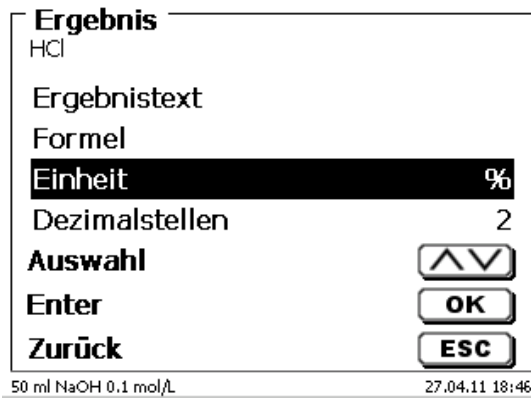 Ergebnis
HCl
Ergebnistext
Formel
Einheit %
Dezimalstellen 2
Auswahl
Enter OK
Zurück ESC
50 ml NaOH 0.1 mol/L 27.04.11 18:46